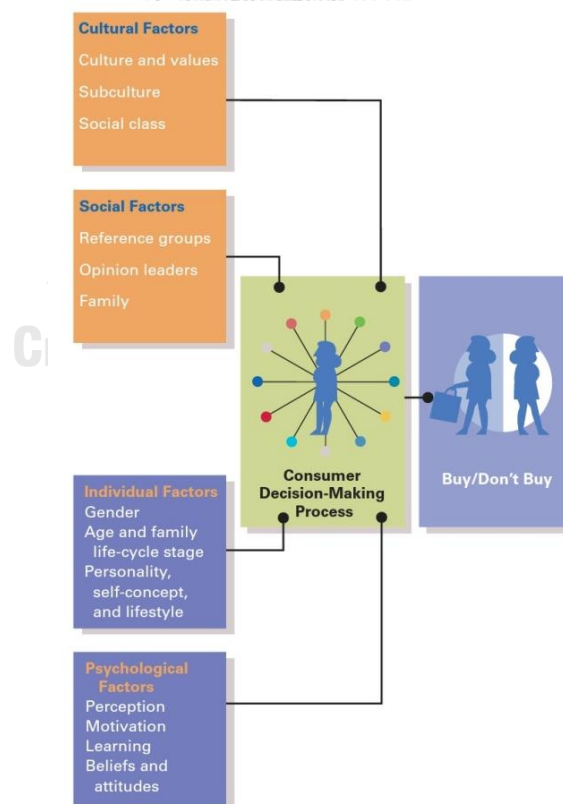 Cultural Factors
Culture and values
Subculture
Social class
Social Factors
Reference groups
Opinion leaders
Family
Consumer
Decision-Making
Process
Buy/Don't Buy
Individual Factors
Gender
Age and family
life-cycle stage
Personality,
self-concept,
and lifestyle
Psychological
Factors
Perception
Motivation
Learning
Beliefs and
attitudes